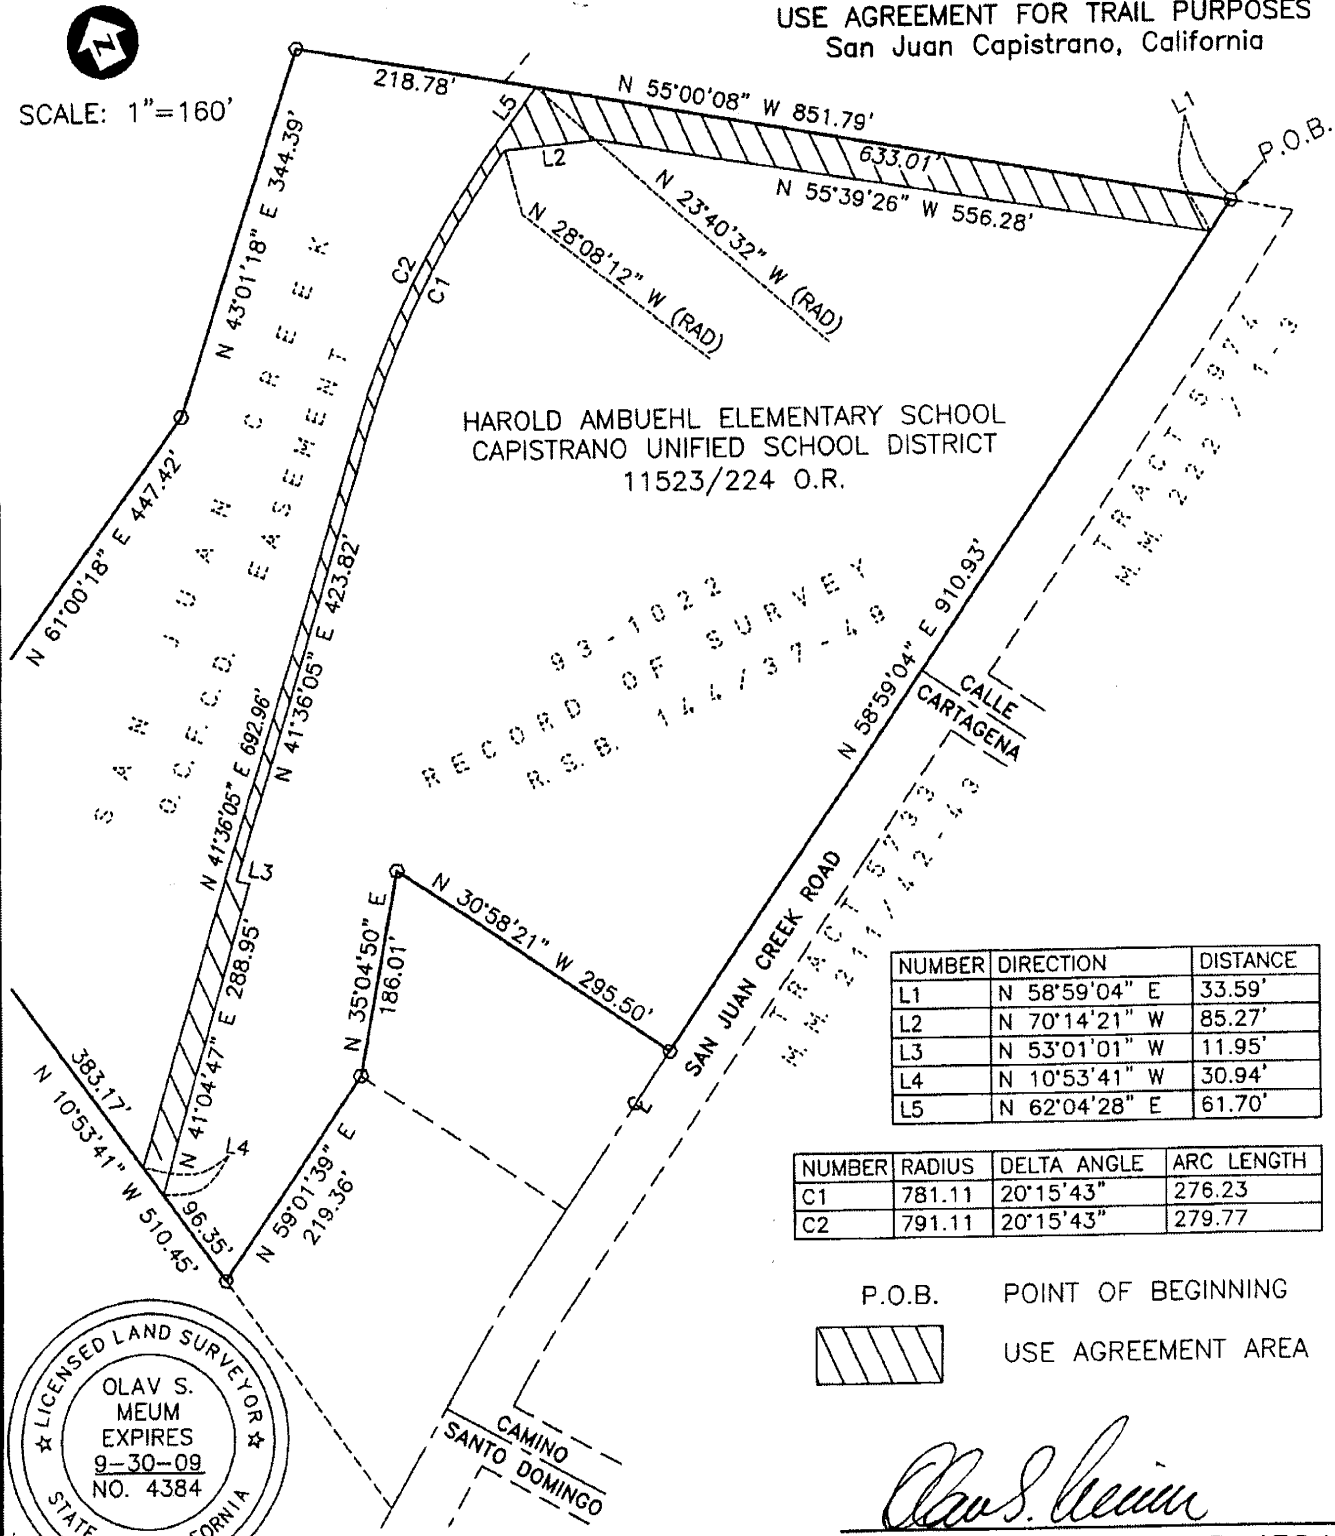 USE AGREEMENT FOR TRAIL PURPOSES
San Juan Capistrano, California
N
SCALE: 1"=160'
218.78'
N 55°00'08" W 851.79'
633.01'
N 55°39'26" W 556.28'
L1
P.O.B.
L5
L2
N 23°40'32" W (RAD)
N 28°08'12" W (RAD)
N 43°01'18" E 344.39'
C2
C1
SAN JUAN CREEK
O.C.F.C.D. EASEMENT
N 61°00'18" E 447.42'
HAROLD AMBUEHL ELEMENTARY SCHOOL
CAPISTRANO UNIFIED SCHOOL DISTRICT
11523/224 O.R.
TRACT 5974
M.M. 222 / 1-3
N 41°36'05" E 423.82'
N 41°36'05" E 692.96'
93-1022
RECORD OF SURVEY
R.S.B. 144/37-49
N 58°59'04" E 910.93'
CALLE
CARTAGENA
L3
N 41°04'47" E 288.95'
N 30°58'21" W 295.50'
N 35°04'50" E
186.01'
SAN JUAN CREEK ROAD
TRACT 5733
M.M. 211/42-43
383.17'
N 10°53'41" W 510.45'
96.35'
L4
N 59°01'39" E
219.36'
NUMBER DIRECTION DISTANCE
L1 N 58°59'04" E 33.59'
L2 N 70°14'21" W 85.27'
L3 N 53°01'01" W 11.95'
L4 N 10°53'41" W 30.94'
L5 N 62°04'28" E 61.70'
NUMBER RADIUS DELTA ANGLE ARC LENGTH
C1 781.11 20°15'43" 276.23
C2 791.11 20°15'43" 279.77
P.O.B. POINT OF BEGINNING
USE AGREEMENT AREA
CAMINO
SANTO DOMINGO
LICENSED LAND SURVEYOR
OLAV S.
MEUM
EXPIRES
9-30-09
NO. 4384
STATE
Olav S. Meum